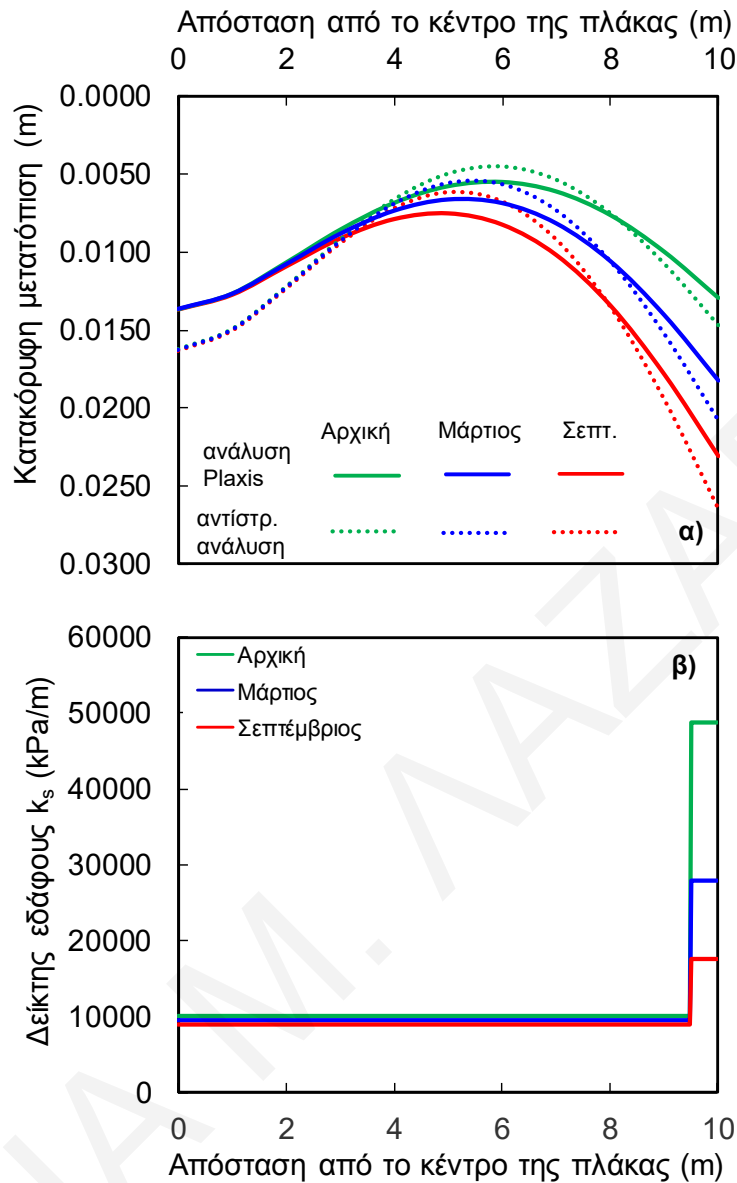 Απόσταση από το κέντρο της πλάκας (m)
0 2 4 6 8 10
Κατακόρυφη μετατόπιση (m)
0.0000
0.0050
0.0100
0.0150
0.0200
0.0250
0.0300
Αρχική Μάρτιος Σεπτ.
ανάλυση
Plaxis
αντίστρ.
ανάλυση
α)
Δείκτης εδάφους ks (kPa/m)
60000
50000
40000
30000
20000
10000
0
Αρχική
Μάρτιος
Σεπτέμβριος
β)
0 2 4 6 8 10
Απόσταση από το κέντρο της πλάκας (m)
Μ. ΛΑΖΑ